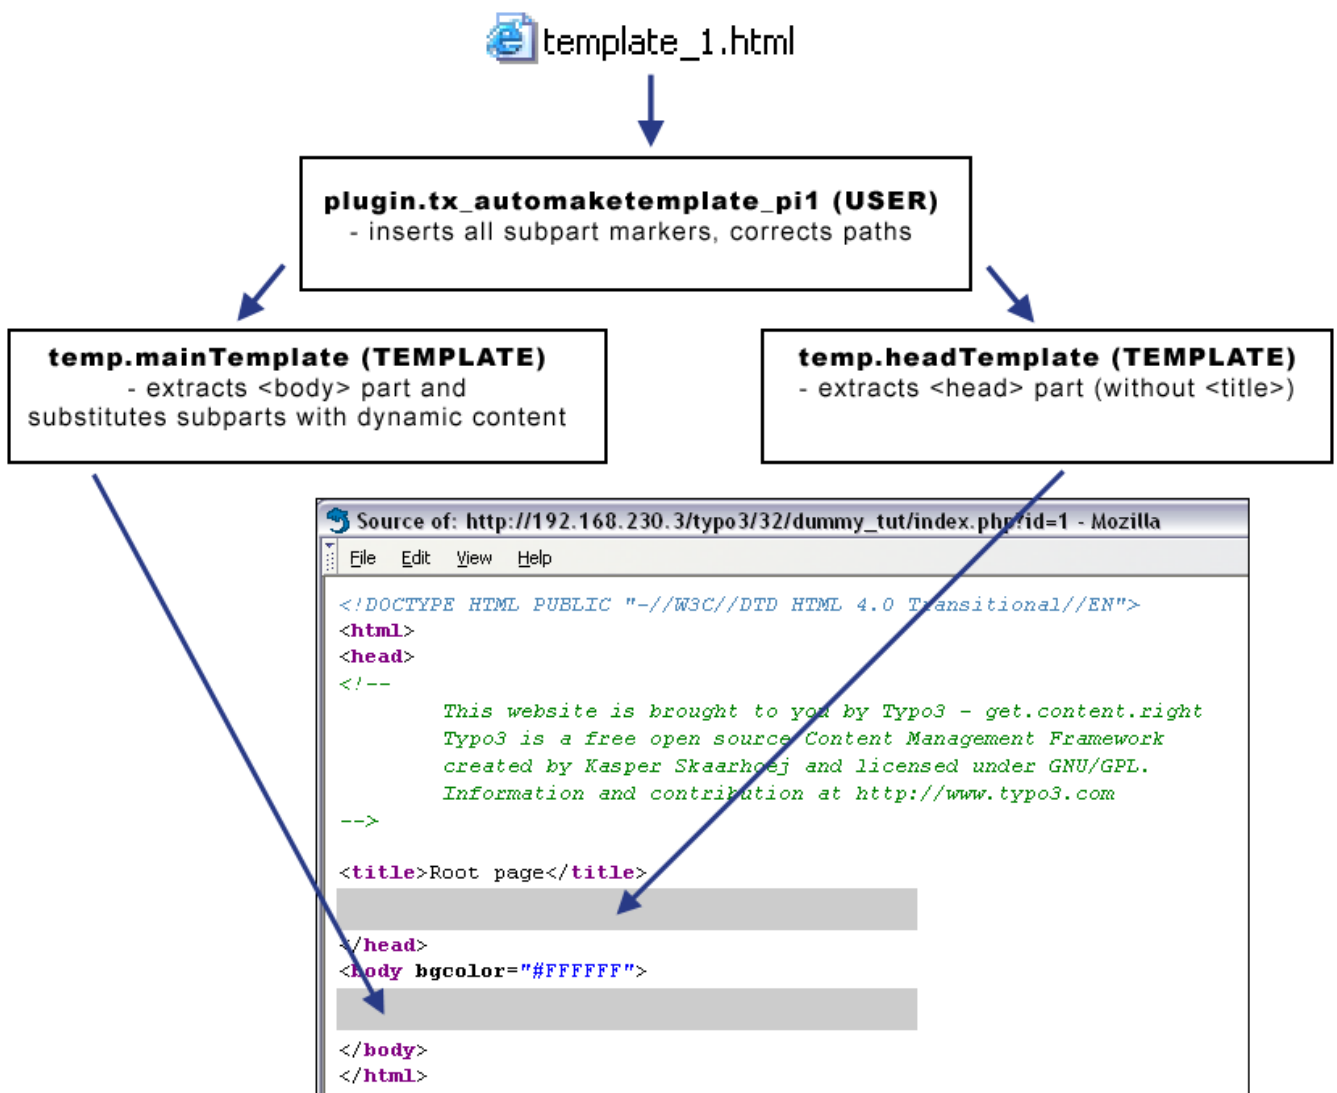 template_1.html
plugin.tx_automaketemplate_pi1 (USER)
- inserts all subpart markers, corrects paths
temp.mainTemplate (TEMPLATE)
- extracts <body> part and
substitutes subparts with dynamic content
temp.headTemplate (TEMPLATE)
- extracts <head> part (without <title>)
Source of: http://192.168.230.3/typo3/32/dummy_tut/index.php?id=1 - Mozilla
File Edit View Help
<!DOCTYPE HTML PUBLIC "-//W3C//DTD HTML 4.0 Transitional//EN">
<html>
<head>
<!--
This website is brought to you by Typo3 - get.content.right
Typo3 is a free open source Content Management Framework
created by Kasper Skaarhoej and licensed under GNU/GPL.
Information and contribution at http://www.typo3.com
-->
<title>Root page</title>
</head>
<body bgcolor="#FFFFFF">
</body>
</html>